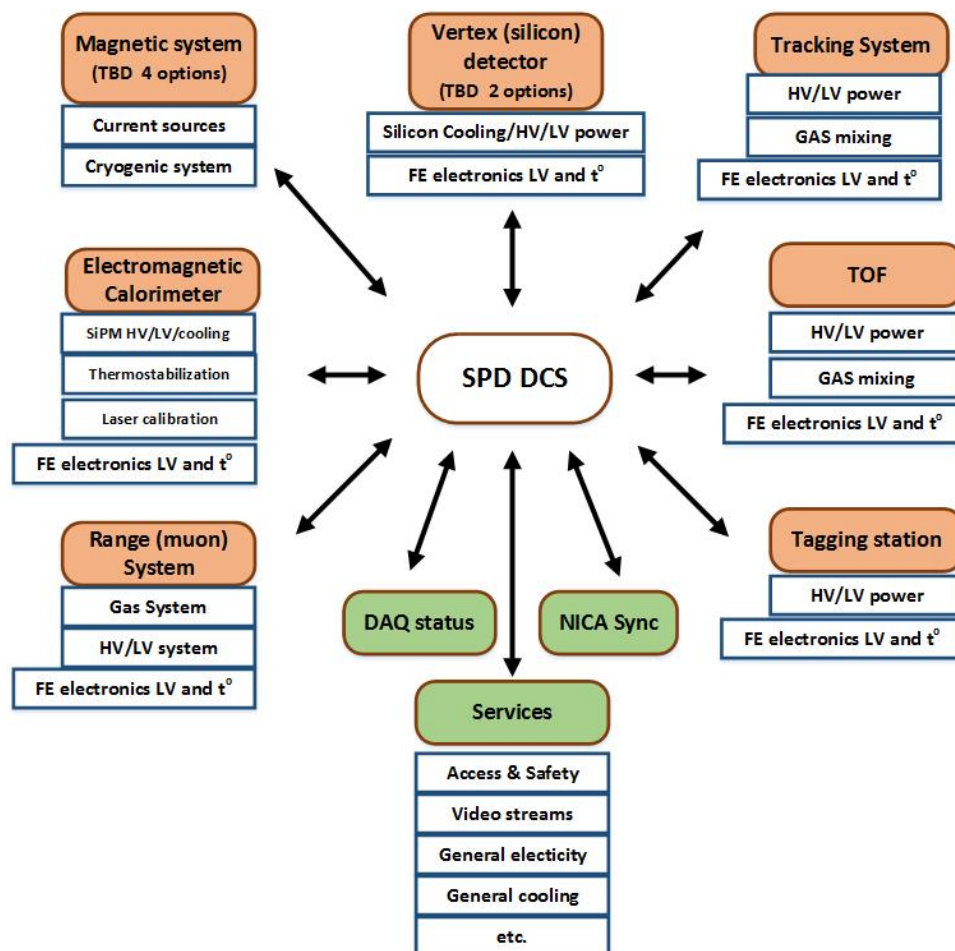 Magnetic system
(TBD 4 options)
Current sources
Cryogenic system
Vertex (silicon)
detector
(TBD 2 options)
Silicon Cooling/HV/LV power
FE electronics LV and t°
Tracking System
HV/LV power
GAS mixing
FE electronics LV and t°
Electromagnetic
Calorimeter
SiPM HV/LV/cooling
Thermostabilization
Laser calibration
FE electronics LV and t°
SPD DCS
TOF
HV/LV power
GAS mixing
FE electronics LV and t°
Range (muon)
System
Gas System
HV/LV system
FE electronics LV and t°
DAQ status
NICA Sync
Tagging station
HV/LV power
FE electronics LV and t°
Services
Access & Safety
Video streams
General electicity
General cooling
etc.